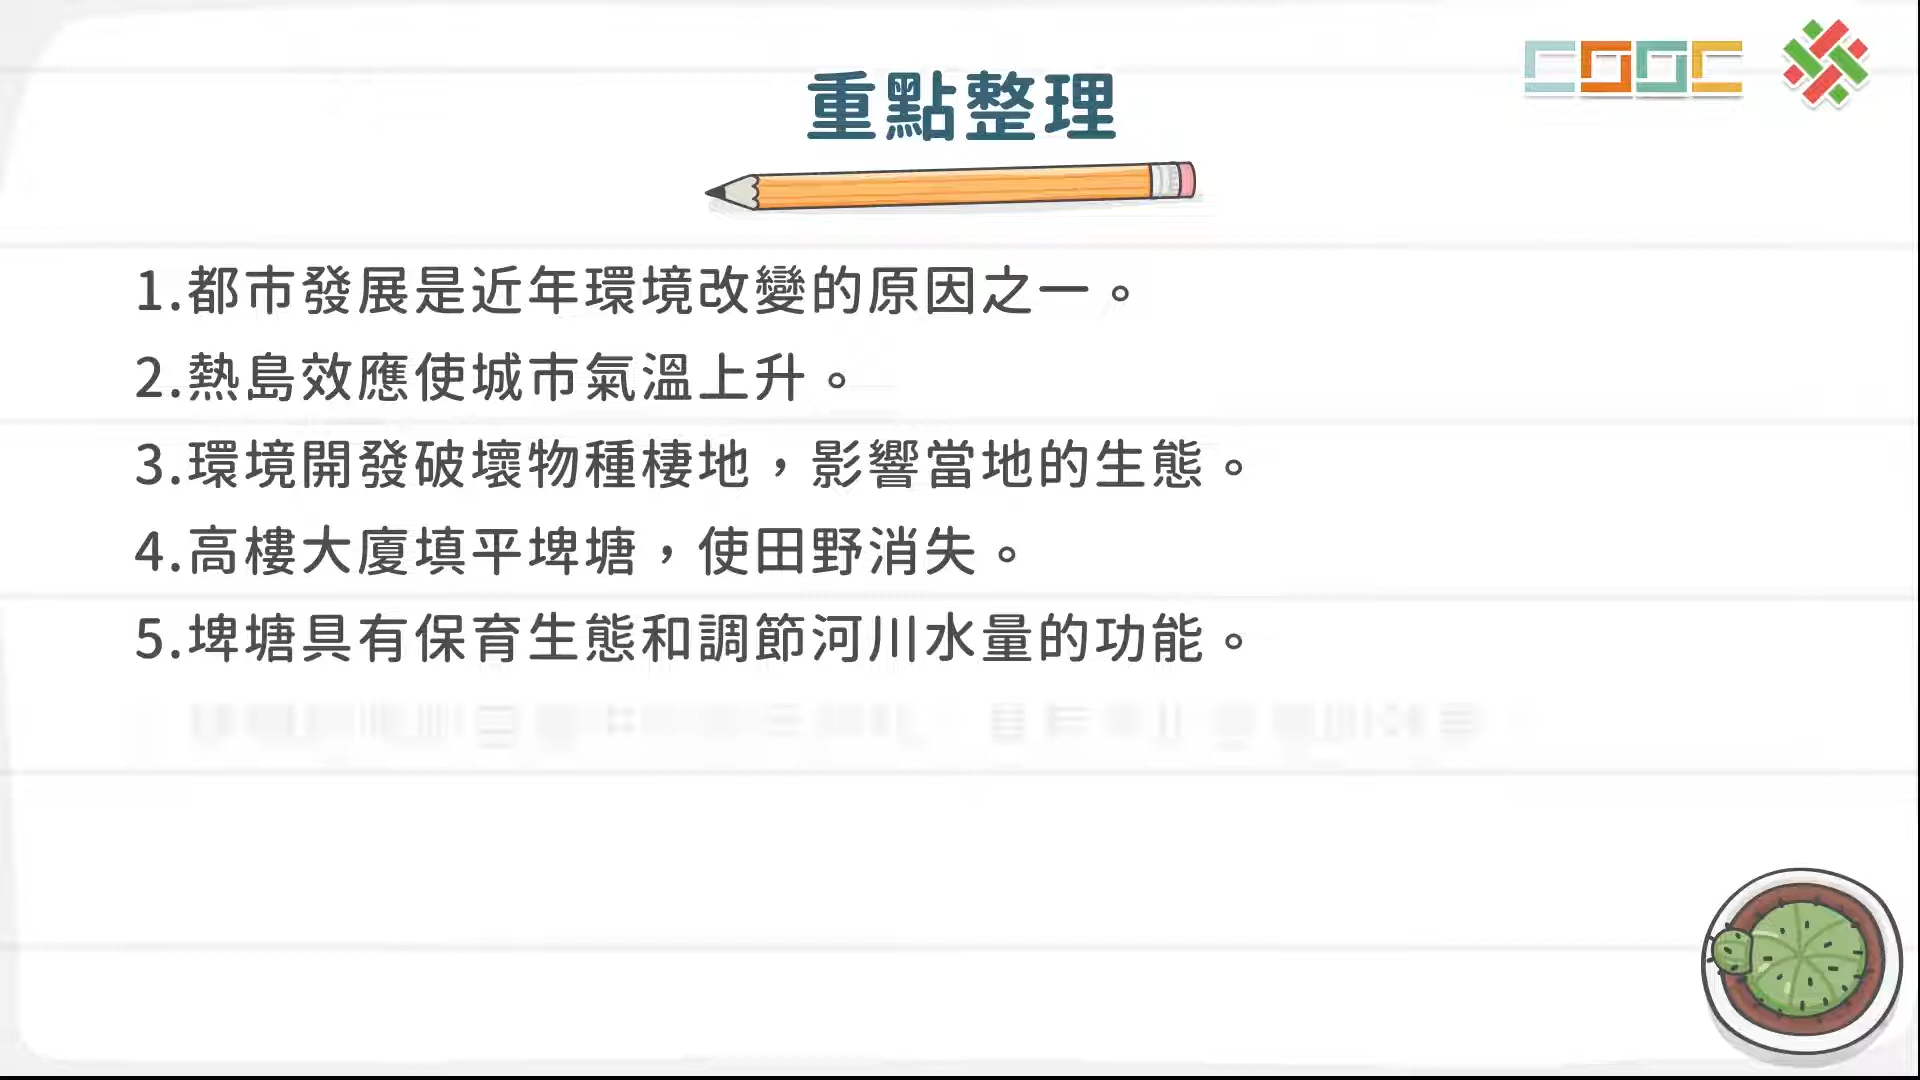 COOC
重點整理
1.都市發展是近年環境改變的原因之一。
2.熱島效應使城市氣溫上升。
3.環境開發破壞物種棲地，影響當地的生態。
4.高樓大廈填平埤塘，使田野消失。
5.埤塘具有保育生態和調節河川水量的功能。